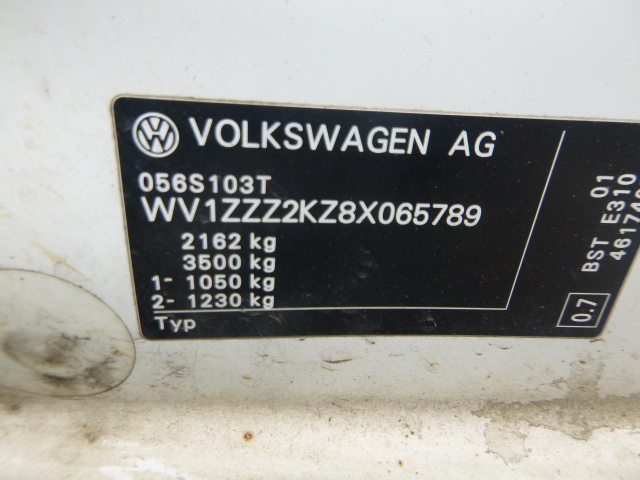 VOLKSWAGEN AG
056S103T
WV1ZZZ2KZ8X065789
2162 kg
3500 kg
1- 1050 kg
2- 1230 kg
Typ
01
BST E310
0.7